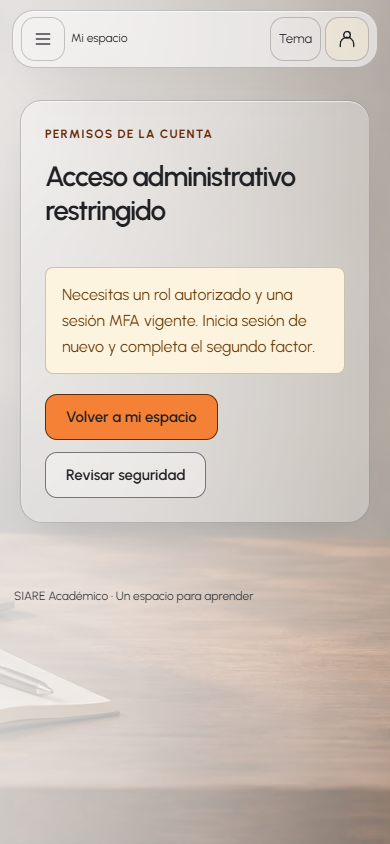 Mi espacio
Tema
PERMISOS DE LA CUENTA
Acceso administrativo
restringido
Necesitas un rol autorizado y una
sesión MFA vigente. Inicia sesión de
nuevo y completa el segundo factor.
Volver a mi espacio
Revisar seguridad
SIARE Académico · Un espacio para aprender